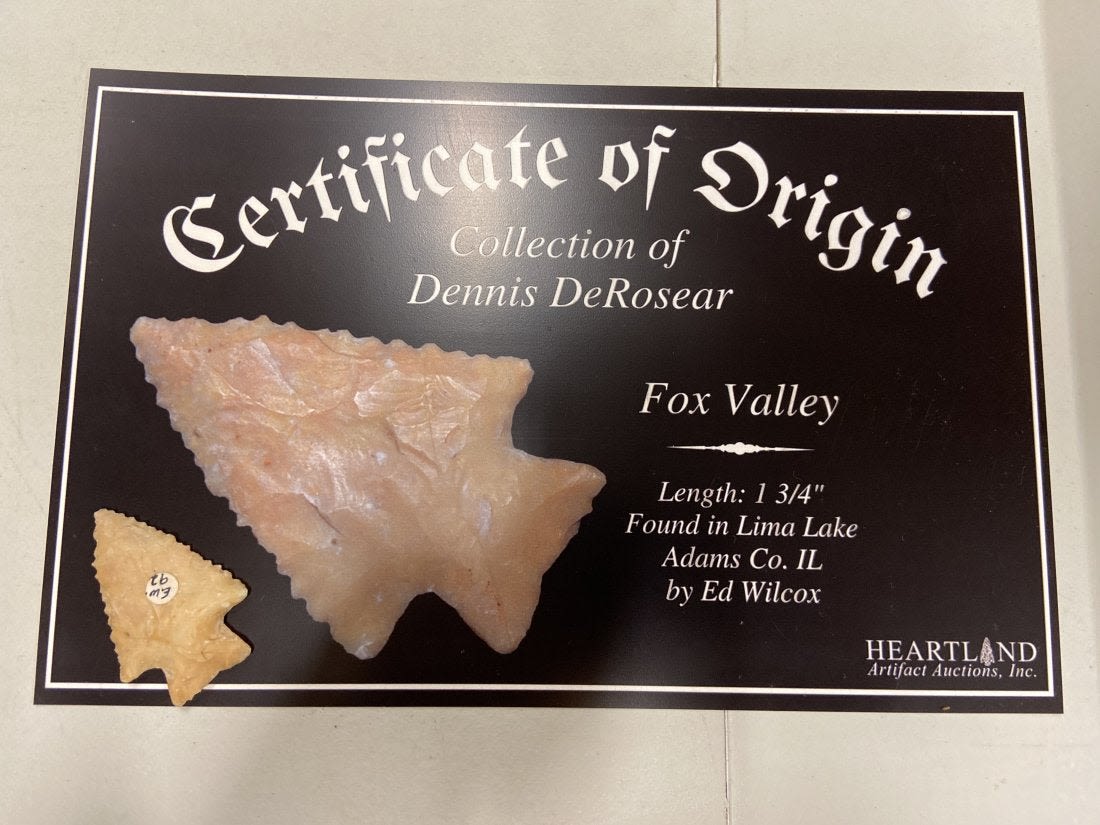 Certificate of Origin
Collection of
Dennis DeRosear
Fox Valley
Length: 1 3/4"
Found in Lima Lake
Adams Co. IL
by Ed Wilcox
E.W.
92
HEARTLAND
Artifact Auctions, Inc.